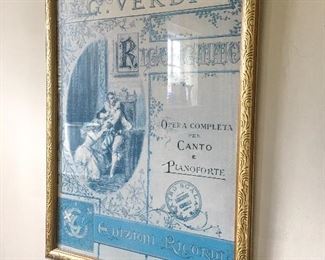 G. VERDI
RIGOLETTO
OPERA COMPLETA
PER
CANTO
E
PIANOFORTE
EDIZIONI RICORDI